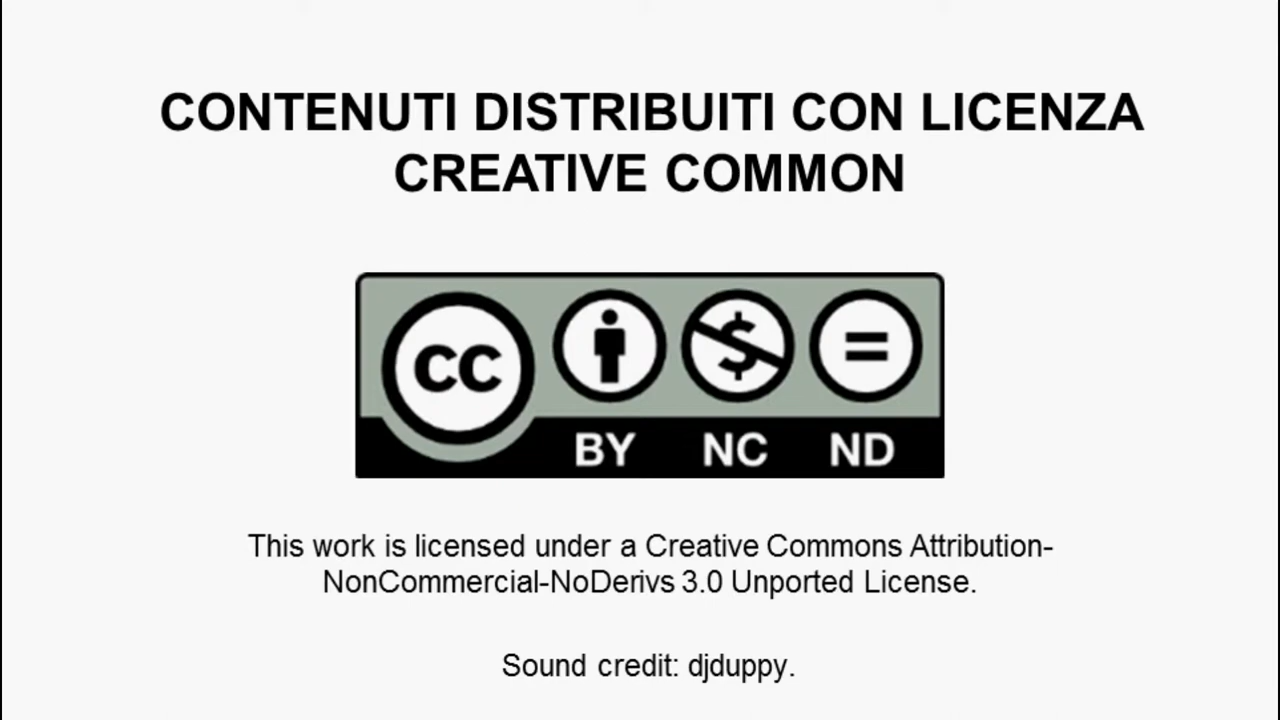 CONTENUTI DISTRIBUITI CON LICENZA
CREATIVE COMMON
CC
BY NC ND
This work is licensed under a Creative Commons Attribution-
NonCommercial-NoDerivs 3.0 Unported License.
Sound credit: djduppy.